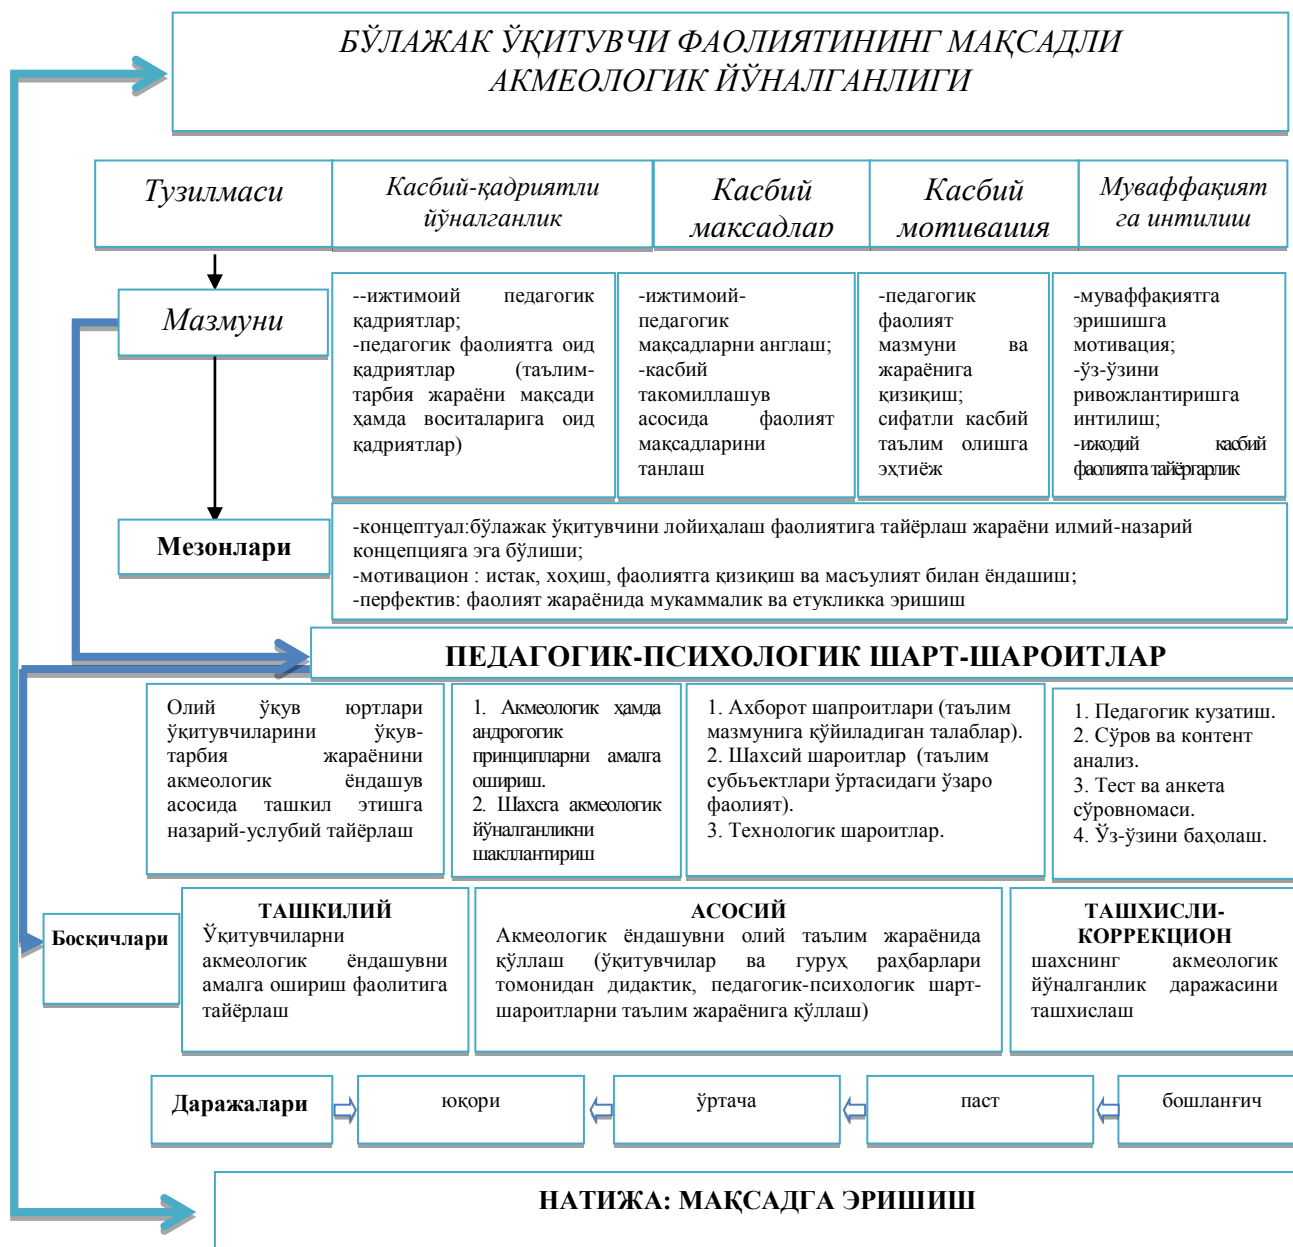 БЎЛАЖАК ЎҚИТУВЧИ ФАОЛИЯТИНИНГ МАҚСАДЛИ
АКМЕОЛОГИК ЙЎНАЛГАНЛИГИ
Тузилмаси
Касбий-қадриятли
йўналганлик
Касбий
мақсадлар
Касбий
мотивация
Муваффақият
га интилиш
Мазмуни
--ижтимоий педагогик
қадриятлар;
-педагогик фаолиятга оид
қадриятлар (таълим-
тарбия жараёни мақсади
ҳамда воситаларига оид
қадриятлар)
-ижтимоий-
педагогик
мақсадларни англаш;
-касбий
такомиллашув
асосида фаолият
мақсадларини
танлаш
-педагогик
фаолият
мазмуни ва
жараёнига
қизиқиш;
сифатли касбий
таълим олишга
эҳтиёж
-муваффақиятга
эришишга
мотивация;
-ўз-ўзини
ривожлантиришга
интилиш;
-ижодий касбий
фаолиятга тайёргарлик
Мезонлари
-концептуал:бўлажак ўқитувчини лойиҳалаш фаолиятига тайёрлаш жараёни илмий-назарий
концепцияга эга бўлиши;
-мотивацион : истак, хоҳиш, фаолиятга қизиқиш ва масъулият билан ёндашиш;
-перфектив: фаолият жараёнида мукаммалик ва етукликка эришиш
ПЕДАГОГИК-ПСИХОЛОГИК ШАРТ-ШАРОИТЛАР
Олий ўқув юртлари
ўқитувчиларини ўқув-
тарбия жараёнини
акмеологик ёндашув
асосида ташкил этишга
назарий-услубий тайёрлаш
1. Акмеологик ҳамда
андрогогик
принципларни амалга
ошириш.
2. Шахсга акмеологик
йўналганликни
шакллантириш
1. Ахборот шапроитлари (таълим
мазмунига қўйиладиган талаблар).
2. Шахсий шароитлар (таълим
субьектлари ўртасидаги ўзаро
фаолият).
3. Технологик шароитлар.
1. Педагогик кузатиш.
2. Сўров ва контент
анализ.
3. Тест ва анкета
сўровномаси.
4. Ўз-ўзини баҳолаш.
Босқичлари
ТАШКИЛИЙ
Ўқитувчиларни
акмеологик ёндашувни
амалга ошириш фаолитига
тайёрлаш
АСОСИЙ
Акмеологик ёндашувни олий таълим жараёнида
қўллаш (ўқитувчилар ва гуруҳ раҳбарлари
томонидан дидактик, педагогик-психологик шарт-
шароитларни таълим жараёнига қўллаш)
ТАШХИСЛИ-
КОРРЕКЦИОН
шахснинг акмеологик
йўналганлик даражасини
ташхислаш
Даражалари
юқори
ўртача
паст
бошланғич
НАТИЖА: МАҚСАДГА ЭРИШИШ